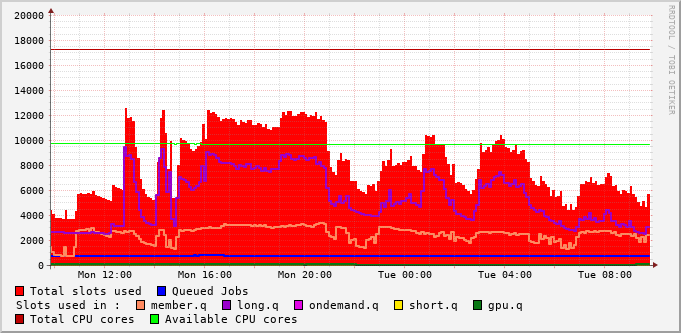 RRDTOOL / TOBI OETIKER
20000
18000
16000
14000
12000
10000
8000
6000
4000
2000
0
Mon 12:00 Mon 16:00 Mon 20:00 Tue 00:00 Tue 04:00 Tue 08:00
Total slots used Queued Jobs
Slots used in : member.q long.q ondemand.q short.q gpu.q
Total CPU cores Available CPU cores